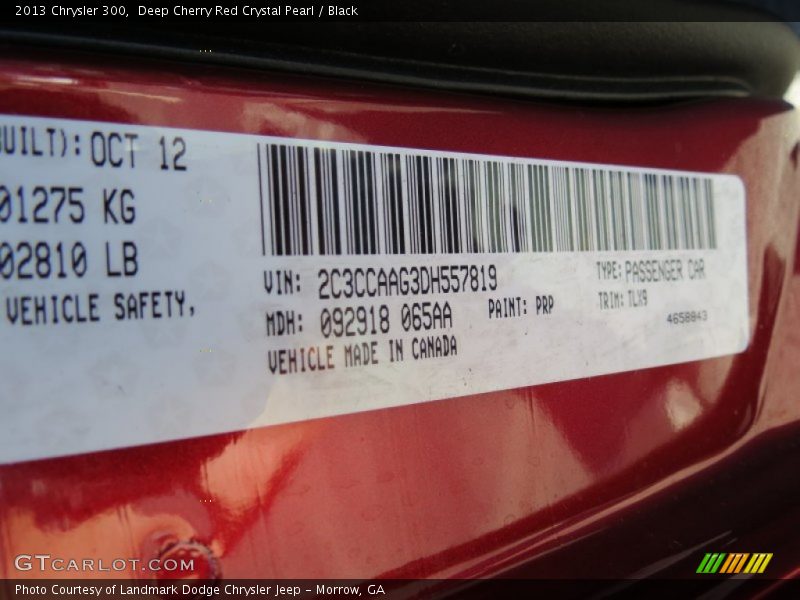 2013 Chrysler 300, Deep Cherry Red Crystal Pearl / Black
UILT): OCT 12
01275 KG
02810 LB
VEHICLE SAFETY,
VIN: 2C3CCAAG3DH557819
MDH: 092918 065AA
PAINT: PRP
VEHICLE MADE IN CANADA
TYPE: PASSENGER CAR
TRIM: TLX9
4658843
GTCARLOT.COM
Photo Courtesy of Landmark Dodge Chrysler Jeep – Morrow, GA